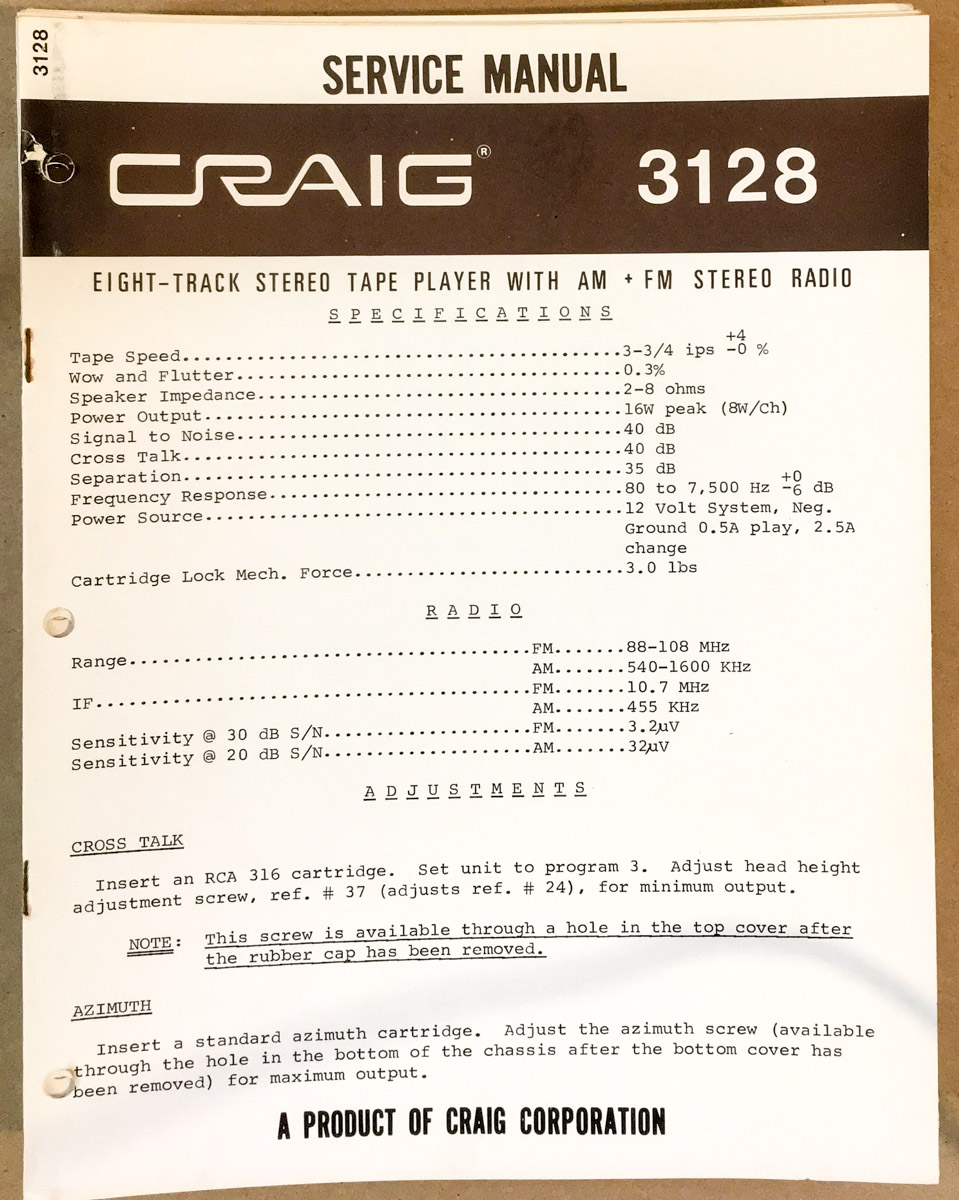 3128
SERVICE MANUAL
CRAIG® 3128
EIGHT-TRACK STEREO TAPE PLAYER WITH AM + FM STEREO RADIO
SPECIFICATIONS
Tape Speed........................................3-3/4 ips +4 -0 %
Wow and Flutter...................................0.3%
Speaker Impedance.................................2-8 ohms
Power Output......................................16W peak (8W/Ch)
Signal to Noise...................................40 dB
Cross Talk........................................40 dB
Separation........................................35 dB
Frequency Response................................80 to 7,500 Hz +0 -6 dB
Power Source......................................12 Volt System, Neg.
Ground 0.5A play, 2.5A
change
Cartridge Lock Mech. Force........................3.0 lbs
RADIO
Range.....................................FM.......88-108 MHz
AM.......540-1600 KHz
IF........................................FM.......10.7 MHz
AM.......455 KHz
Sensitivity @ 30 dB S/N...................FM.......3.2µV
Sensitivity @ 20 dB S/N...................AM.......32µV
ADJUSTMENTS
CROSS TALK
Insert an RCA 316 cartridge. Set unit to program 3. Adjust head height
adjustment screw, ref. # 37 (adjusts ref. # 24), for minimum output.
NOTE: This screw is available through a hole in the top cover after
the rubber cap has been removed.
AZIMUTH
Insert a standard azimuth cartridge. Adjust the azimuth screw (available
through the hole in the bottom of the chassis after the bottom cover has
been removed) for maximum output.
A PRODUCT OF CRAIG CORPORATION